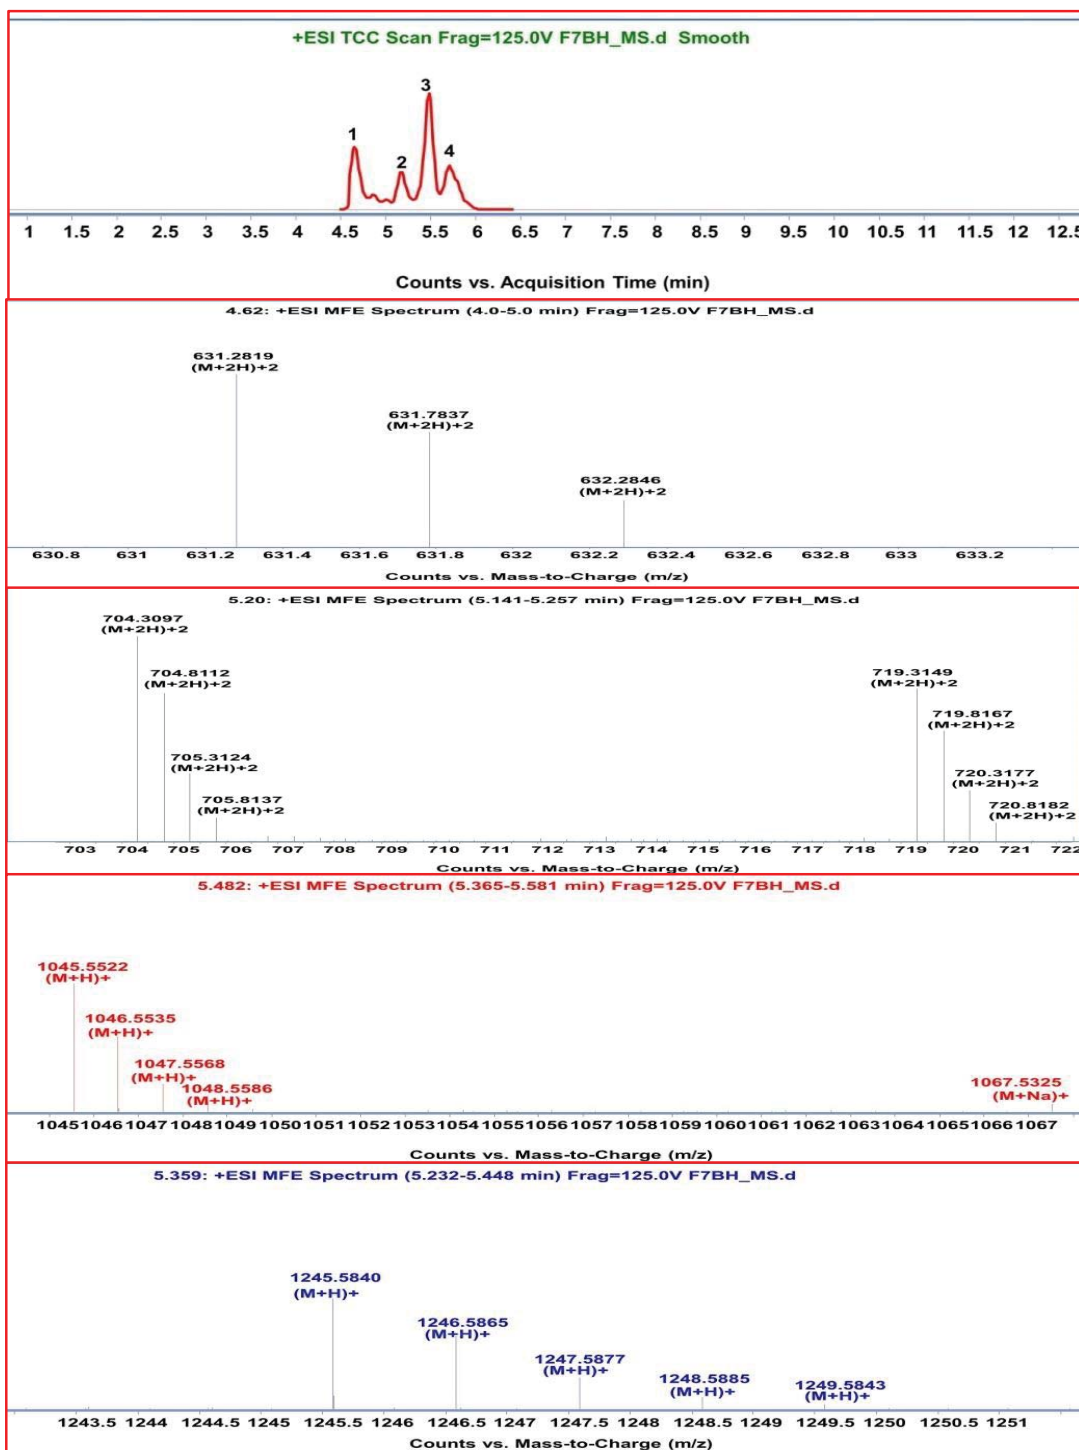 +ESI TCC Scan Frag=125.0V F7BH_MS.d Smooth
3
1
4
2
1 1.5 2 2.5 3 3.5 4 4.5 5 5.5 6 6.5 7 7.5 8 8.5 9 9.5 10 10.5 11 11.5 12 12.5
Counts vs. Acquisition Time (min)
4.62: +ESI MFE Spectrum (4.0-5.0 min) Frag=125.0V F7BH_MS.d
631.2819
(M+2H)+2
631.7837
(M+2H)+2
632.2846
(M+2H)+2
630.8 631 631.2 631.4 631.6 631.8 632 632.2 632.4 632.6 632.8 633 633.2
Counts vs. Mass-to-Charge (m/z)
5.20: +ESI MFE Spectrum (5.141-5.257 min) Frag=125.0V F7BH_MS.d
704.3097
(M+2H)+2
704.8112
(M+2H)+2
705.3124
(M+2H)+2
705.8137
(M+2H)+2
719.3149
(M+2H)+2
719.8167
(M+2H)+2
720.3177
(M+2H)+2
720.8182
(M+2H)+2
703 704 705 706 707 708 709 710 711 712 713 714 715 716 717 718 719 720 721 722
Counts vs. Mass-to-Charge (m/z)
5.482: +ESI MFE Spectrum (5.365-5.581 min) Frag=125.0V F7BH_MS.d
1045.5522
(M+H)+
1046.5535
(M+H)+
1047.5568
(M+H)+
1048.5586
(M+H)+
1067.5325
(M+Na)+
1045 1046 1047 1048 1049 1050 1051 1052 1053 1054 1055 1056 1057 1058 1059 1060 1061 1062 1063 1064 1065 1066 1067
Counts vs. Mass-to-Charge (m/z)
5.359: +ESI MFE Spectrum (5.232-5.448 min) Frag=125.0V F7BH_MS.d
1245.5840
(M+H)+
1246.5865
(M+H)+
1247.5877
(M+H)+
1248.5885
(M+H)+
1249.5843
(M+H)+
1243.5 1244 1244.5 1245 1245.5 1246 1246.5 1247 1247.5 1248 1248.5 1249 1249.5 1250 1250.5 1251
Counts vs. Mass-to-Charge (m/z)